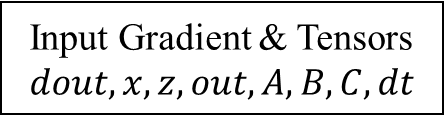 Input Gradient & Tensors
dout, x, z, out, A, B, C, dt